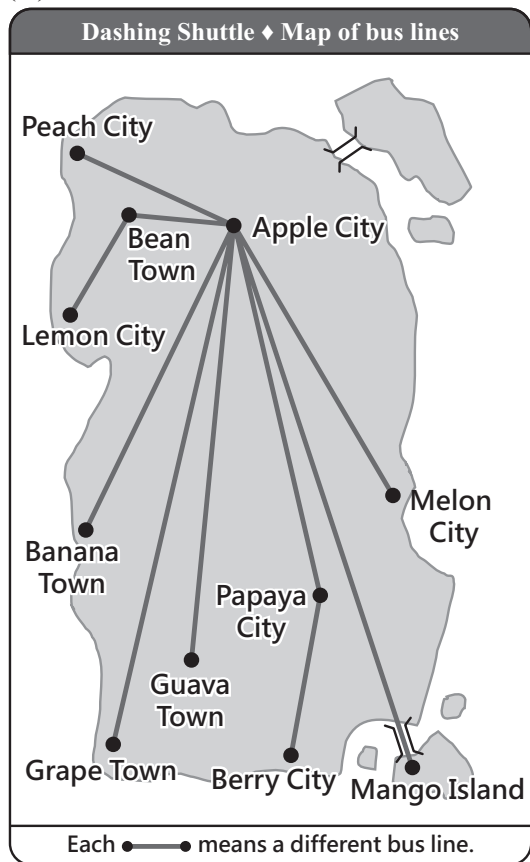 Dashing Shuttle ♦ Map of bus lines
Peach City
Apple City
Bean
Town
Lemon City
Melon
City
Banana
Town
Papaya
City
Guava
Town
Grape Town
Berry City
Mango Island
Each means a different bus line.